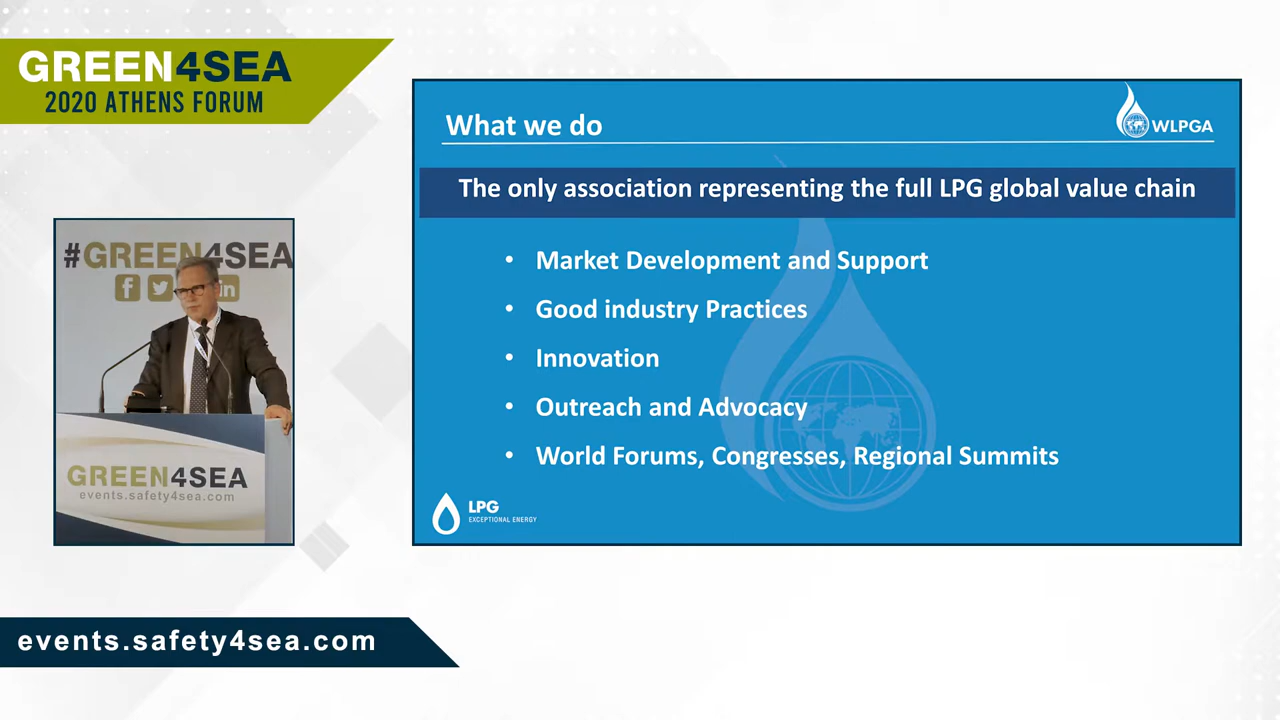 GREEN4SEA
2020 ATHENS FORUM
What we do
WLPGA
The only association representing the full LPG global value chain
• Market Development and Support
• Good industry Practices
• Innovation
• Outreach and Advocacy
• World Forums, Congresses, Regional Summits
LPG
EXCEPTIONAL ENERGY
#GREEN4SEA
in
GREEN4SEA
events.safety4sea.com
events.safety4sea.com